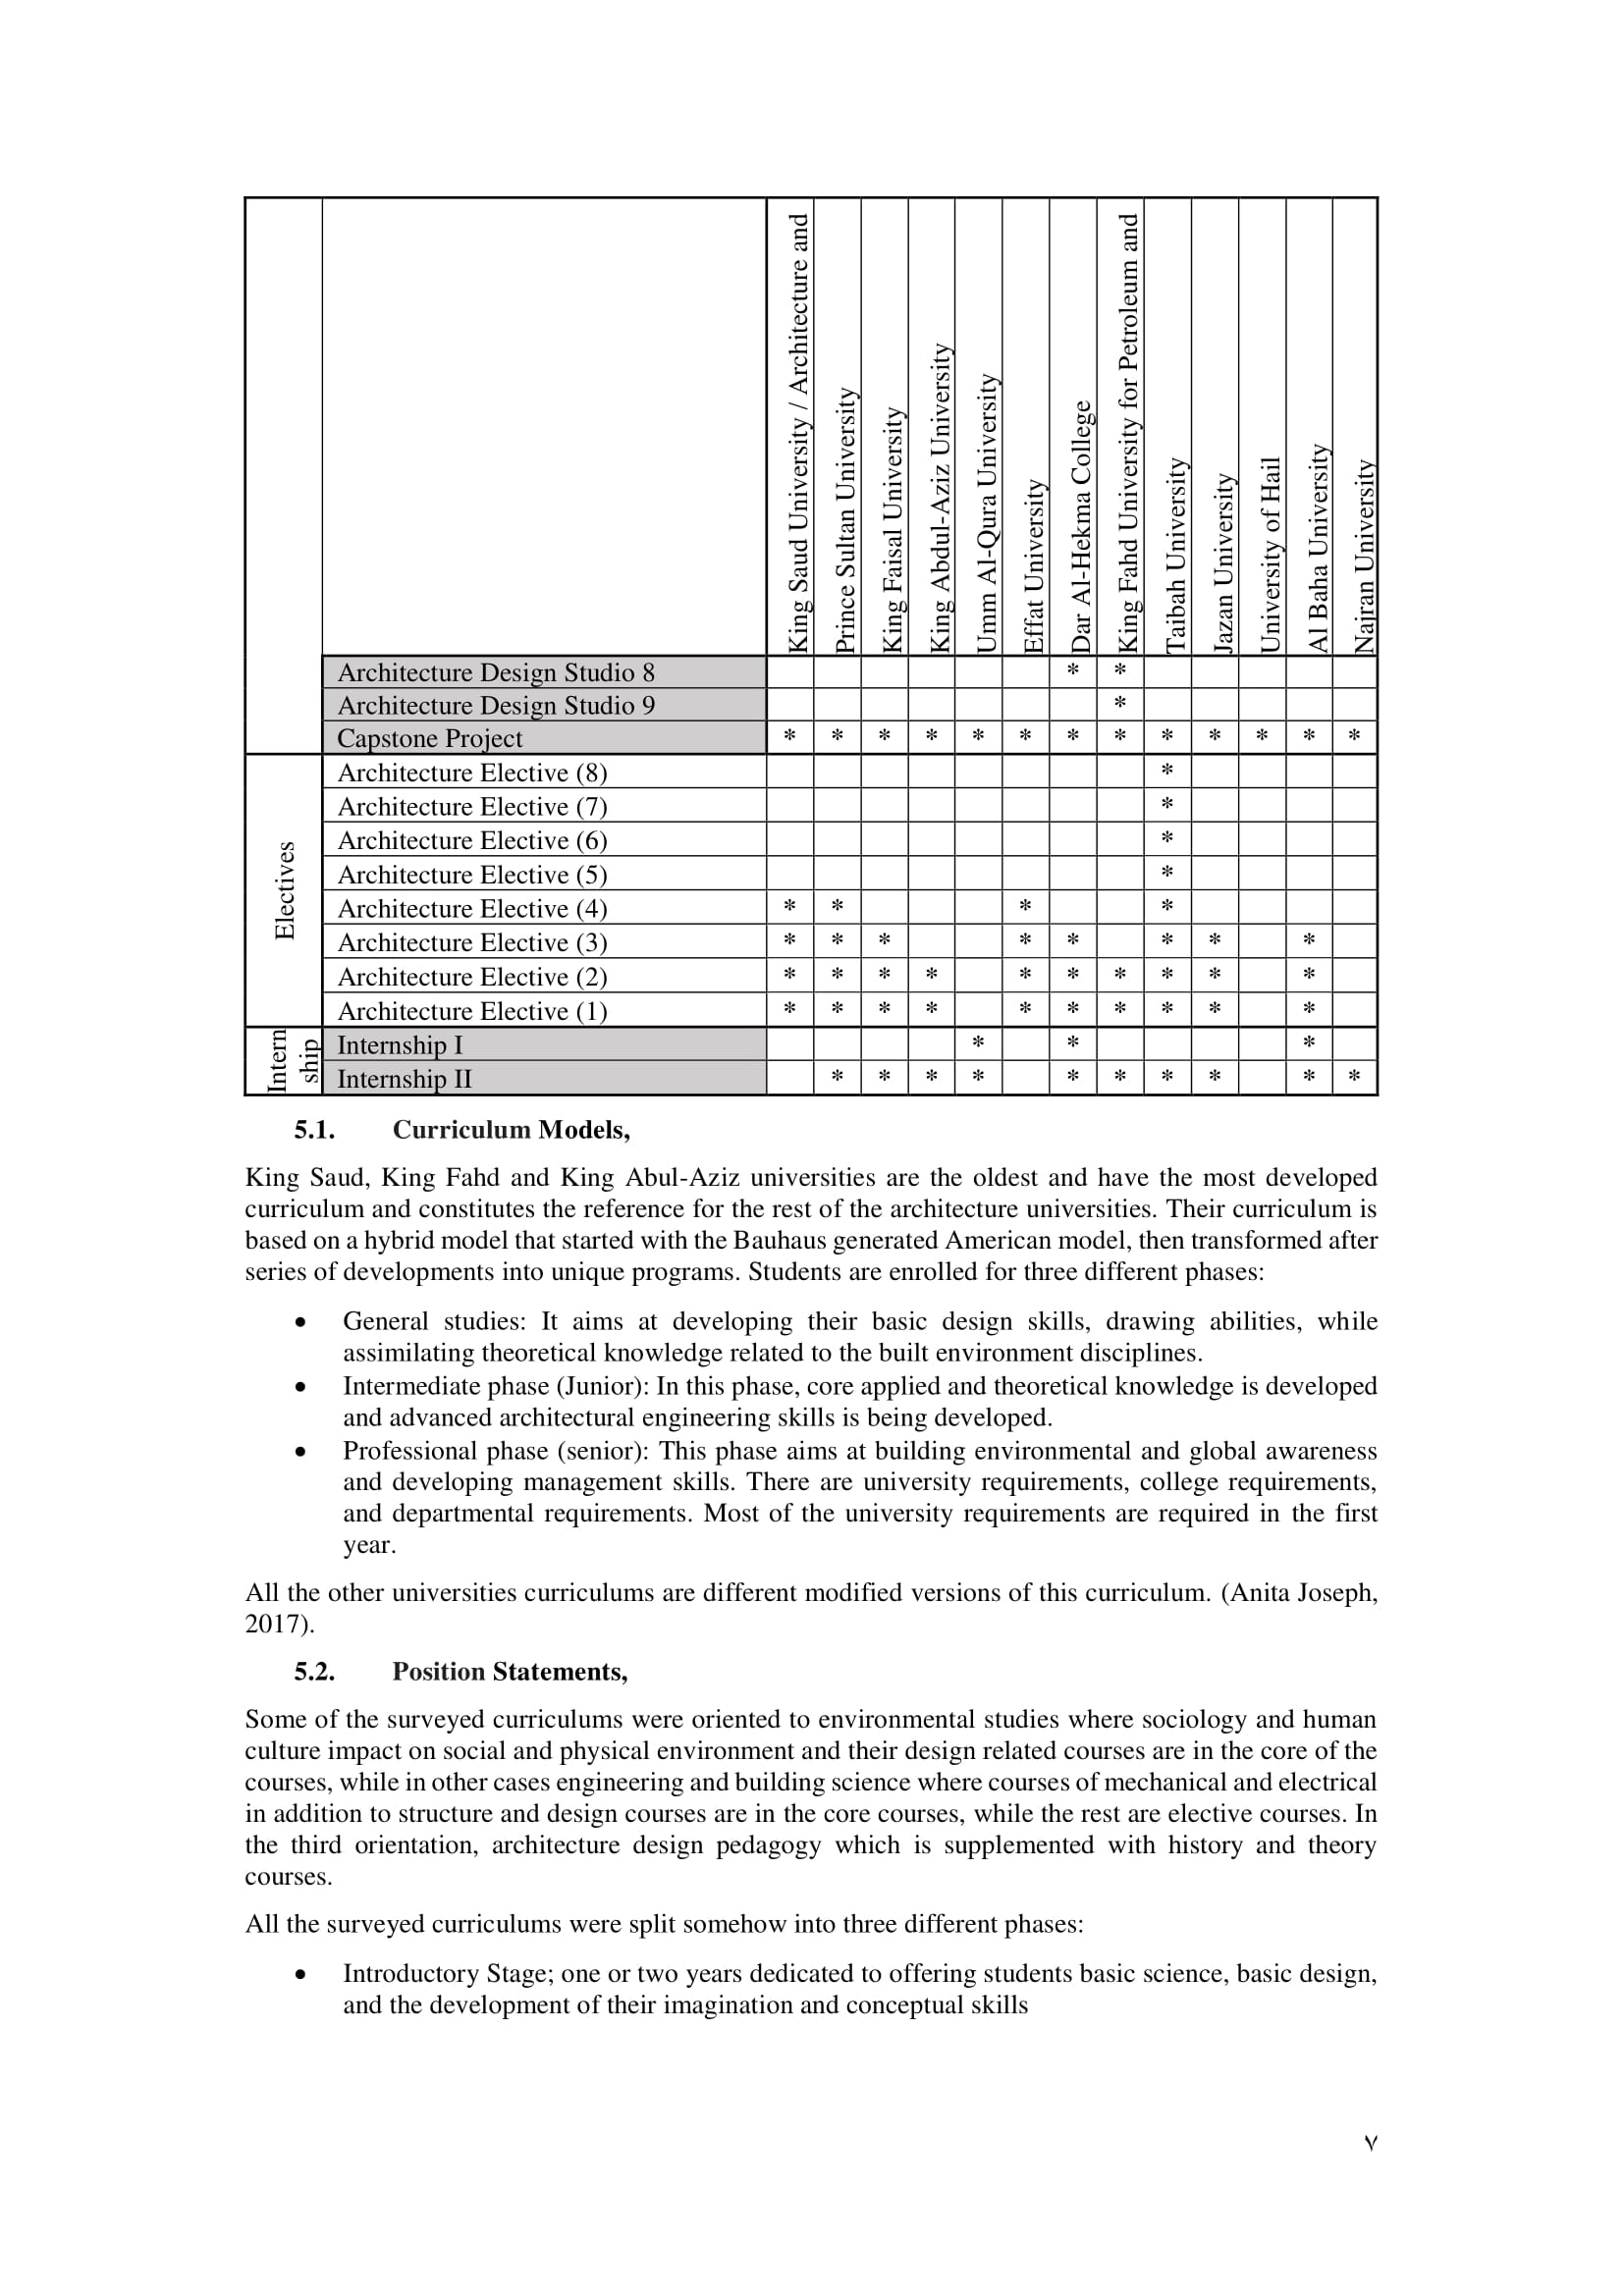 King Saud University / Architecture and
Prince Sultan University
King Faisal University
King Abdul-Aziz University
Umm Al-Qura University
Effat University
Dar Al-Hekma College
King Fahd University for Petroleum and
Taibah University
Jazan University
University of Hail
Al Baha University
Najran University
Architecture Design Studio 8 * *
Architecture Design Studio 9 *
Capstone Project * * * * * * * * * * * * *
Electives
Architecture Elective (8) *
Architecture Elective (7) *
Architecture Elective (6) *
Architecture Elective (5) *
Architecture Elective (4) * * * *
Architecture Elective (3) * * * * * * * *
Architecture Elective (2) * * * * * * * * * *
Architecture Elective (1) * * * * * * * * * *
Intern
ship
Internship I * * *
Internship II * * * * * * * * * *
5.1. Curriculum Models,
King Saud, King Fahd and King Abul-Aziz universities are the oldest and have the most developed
curriculum and constitutes the reference for the rest of the architecture universities. Their curriculum is
based on a hybrid model that started with the Bauhaus generated American model, then transformed after
series of developments into unique programs. Students are enrolled for three different phases:
• General studies: It aims at developing their basic design skills, drawing abilities, while
assimilating theoretical knowledge related to the built environment disciplines.
• Intermediate phase (Junior): In this phase, core applied and theoretical knowledge is developed
and advanced architectural engineering skills is being developed.
• Professional phase (senior): This phase aims at building environmental and global awareness
and developing management skills. There are university requirements, college requirements,
and departmental requirements. Most of the university requirements are required in the first
year.
All the other universities curriculums are different modified versions of this curriculum. (Anita Joseph,
2017).
5.2. Position Statements,
Some of the surveyed curriculums were oriented to environmental studies where sociology and human
culture impact on social and physical environment and their design related courses are in the core of the
courses, while in other cases engineering and building science where courses of mechanical and electrical
in addition to structure and design courses are in the core courses, while the rest are elective courses. In
the third orientation, architecture design pedagogy which is supplemented with history and theory
courses.
All the surveyed curriculums were split somehow into three different phases:
• Introductory Stage; one or two years dedicated to offering students basic science, basic design,
and the development of their imagination and conceptual skills
٧